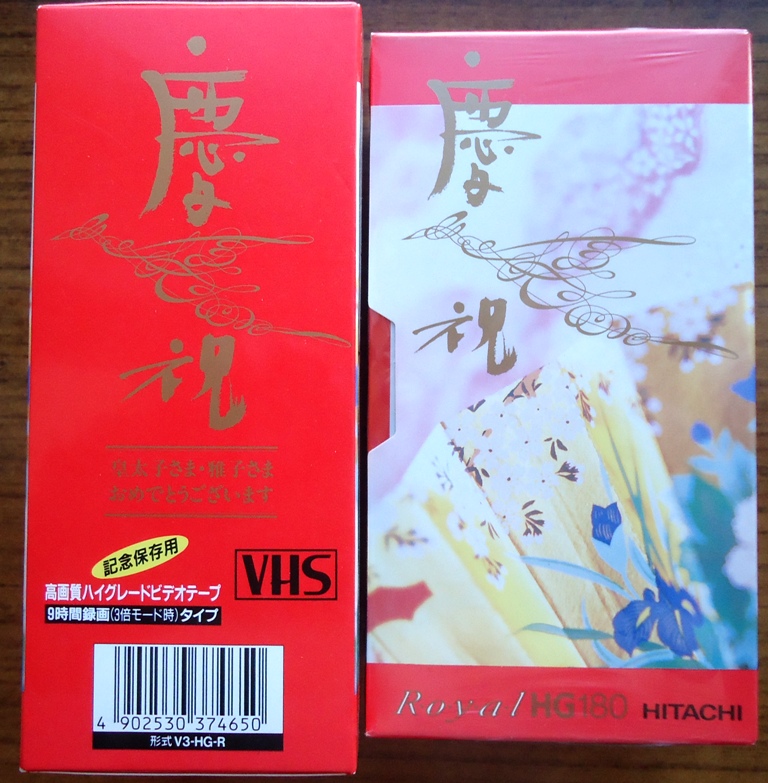 慶
祝
皇太子さま・雅子さま
おめでとうございます
記念保存用
高画質ハイグレードビデオテープ
9時間録画(3倍モード時)タイプ
VHS
4 902530 374650
形式 V3-HG-R
慶
祝
Royal HG180 HITACHI